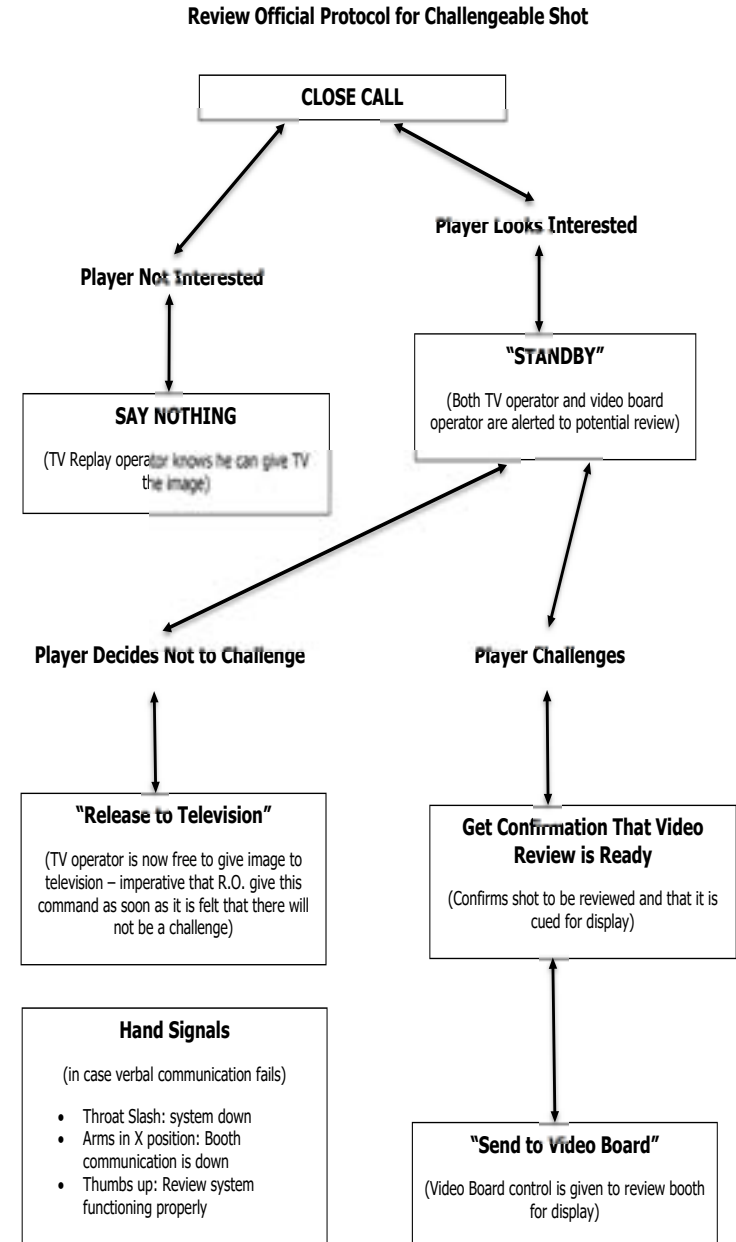 Review Official Protocol for Challengeable Shot
CLOSE CALL
Player Looks Interested
Player Not Interested
“STANDBY”
(Both TV operator and video board
operator are alerted to potential review)
SAY NOTHING
(TV Replay operator knows he can give TV
the image)
Player Decides Not to Challenge
Player Challenges
“Release to Television”
(TV operator is now free to give image to
television – imperative that R.O. give this
command as soon as it is felt that there will
not be a challenge)
Get Confirmation That Video
Review is Ready
(Confirms shot to be reviewed and that it is
cued for display)
Hand Signals
(in case verbal communication fails)
• Throat Slash: system down
• Arms in X position: Booth
communication is down
• Thumbs up: Review system
functioning properly
“Send to Video Board”
(Video Board control is given to review booth
for display)